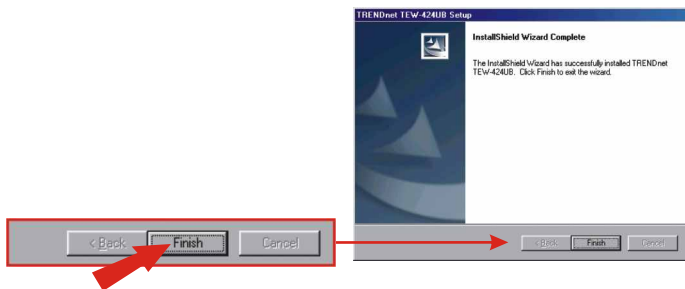 TRENDnet TEW-424UB Setup
InstallShield Wizard Complete
The InstallShield Wizard has successfully installed TRENDnet
TEW-424UB. Click Finish to exit the wizard.
< Back Finish Cancel
< Back Finish Cancel